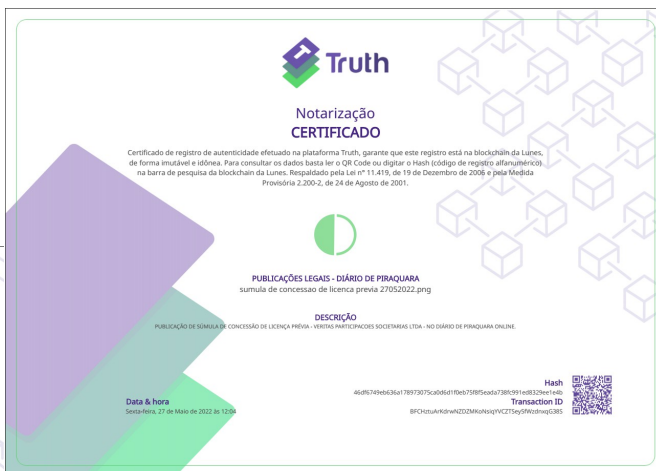 Truth
Notarização
CERTIFICADO
Certificado de registro de autenticidade efetuado na plataforma Truth, garante que este registro está na blockchain da Lunes,
de forma imutável e idônea. Para consultar os dados basta ler o QR Code ou digitar o Hash (código de registro alfanumérico)
na barra de pesquisa da blockchain da Lunes. Respaldado pela Lei n° 11.419, de 19 de Dezembro de 2006 e pela Medida
Provisória 2.200-2, de 24 de Agosto de 2001.
PUBLICAÇÕES LEGAIS - DIÁRIO DE PIRAQUARA
sumula de concessao de licenca previa 27052022.png
DESCRIÇÃO
PUBLICAÇÃO DE SÚMULA DE CONCESSÃO DE LICENÇA PRÉVIA - VERITAS PARTICIPACOES SOCIETARIAS LTDA - NO DIÁRIO DE PIRAQUARA ONLINE.
Hash
46df6749eb636a178973075ca0d6d1f0eb75f8f5eada738fc991ed8329ee1e4b
Transaction ID
BFCHztuArKdrwNZDZMKoNsiqYVCZTSey5fWzdnxqG385
Data & hora
Sexta-feira, 27 de Maio de 2022 às 12:04